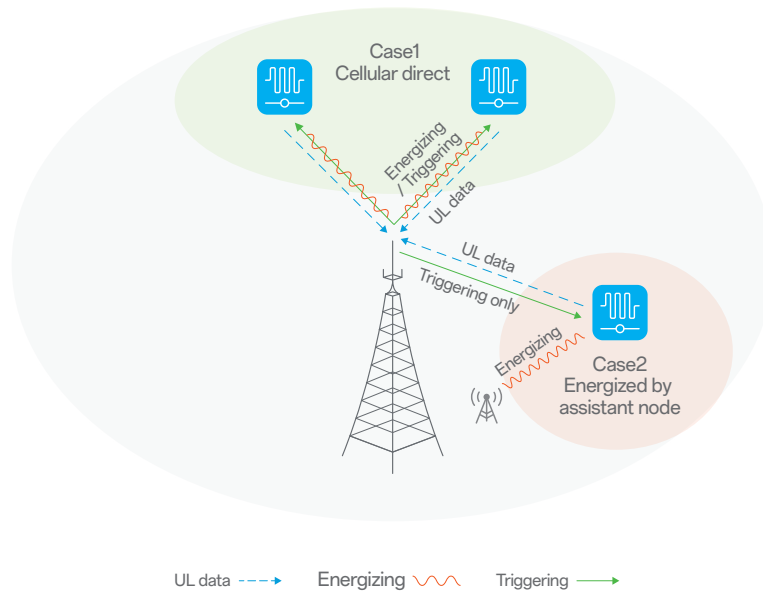 Case1
Cellular direct
Energizing
/ Triggering
UL data
UL data
Triggering only
Energizing
Case2
Energized by
assistant node
UL data
Energizing
Triggering